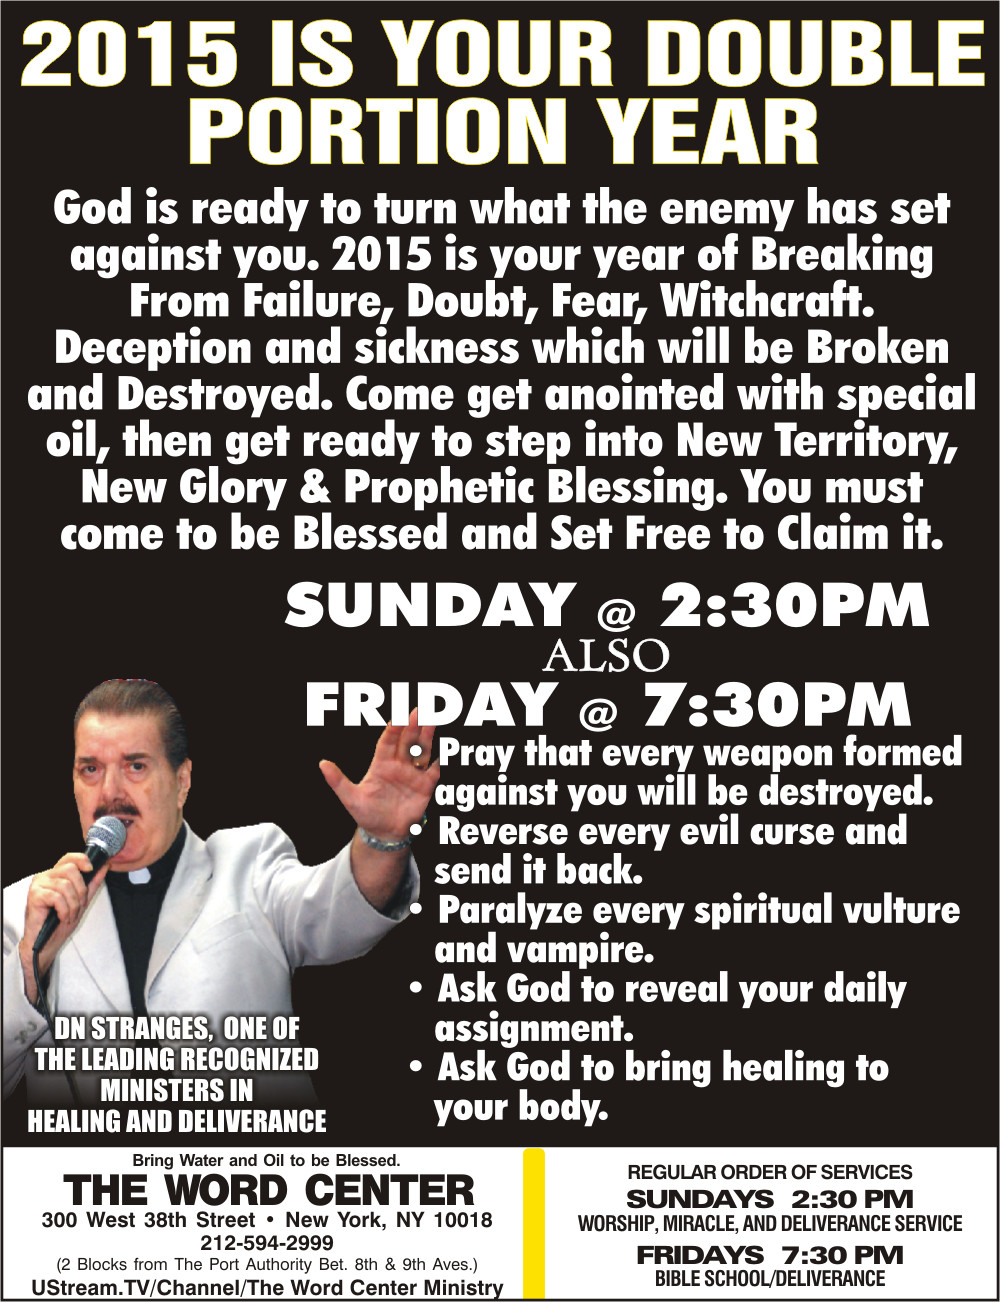 2015 IS YOUR DOUBLE
PORTION YEAR
God is ready to turn what the enemy has set
against you. 2015 is your year of Breaking
From Failure, Doubt, Fear, Witchcraft.
Deception and sickness which will be Broken
and Destroyed. Come get anointed with special
oil, then get ready to step into New Territory,
New Glory & Prophetic Blessing. You must
come to be Blessed and Set Free to Claim it.
SUNDAY @ 2:30PM
ALSO
FRIDAY @ 7:30PM
• Pray that every weapon formed
against you will be destroyed.
• Reverse every evil curse and
send it back.
• Paralyze every spiritual vulture
and vampire.
• Ask God to reveal your daily
assignment.
• Ask God to bring healing to
your body.
DN STRANGES, ONE OF
THE LEADING RECOGNIZED
MINISTERS IN
HEALING AND DELIVERANCE
Bring Water and Oil to be Blessed.
THE WORD CENTER
300 West 38th Street • New York, NY 10018
212-594-2999
(2 Blocks from The Port Authority Bet. 8th & 9th Aves.)
UStream.TV/Channel/The Word Center Ministry
REGULAR ORDER OF SERVICES
SUNDAYS 2:30 PM
WORSHIP, MIRACLE, AND DELIVERANCE SERVICE
FRIDAYS 7:30 PM
BIBLE SCHOOL/DELIVERANCE